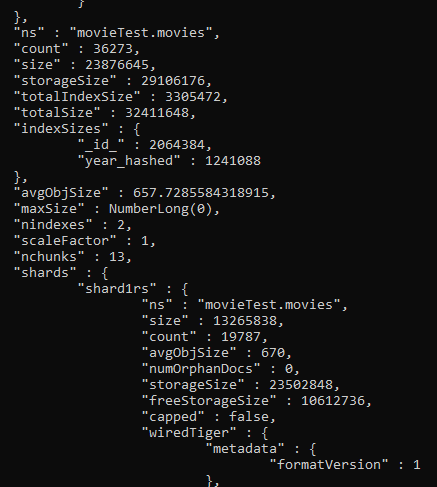 }
},
"ns" : "movieTest.movies",
"count" : 36273,
"size" : 23876645,
"storageSize" : 29106176,
"totalIndexSize" : 3305472,
"totalSize" : 32411648,
"indexSizes" : {
"_id_" : 2064384,
"year_hashed" : 1241088
},
"avgObjSize" : 657.7285584318915,
"maxSize" : NumberLong(0),
"nindexes" : 2,
"scaleFactor" : 1,
"nchunks" : 13,
"shards" : {
"shard1rs" : {
"ns" : "movieTest.movies",
"size" : 13265838,
"count" : 19787,
"avgObjSize" : 670,
"numOrphanDocs" : 0,
"storageSize" : 23502848,
"freeStorageSize" : 10612736,
"capped" : false,
"wiredTiger" : {
"metadata" : {
"formatVersion" : 1
},